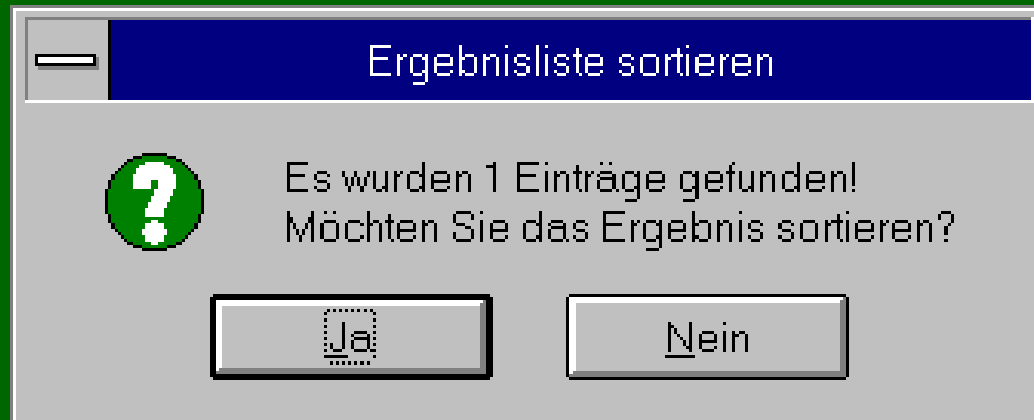 Ergebnisliste sortieren
Es wurden 1 Einträge gefunden!
Möchten Sie das Ergebnis sortieren?
Ja
Nein